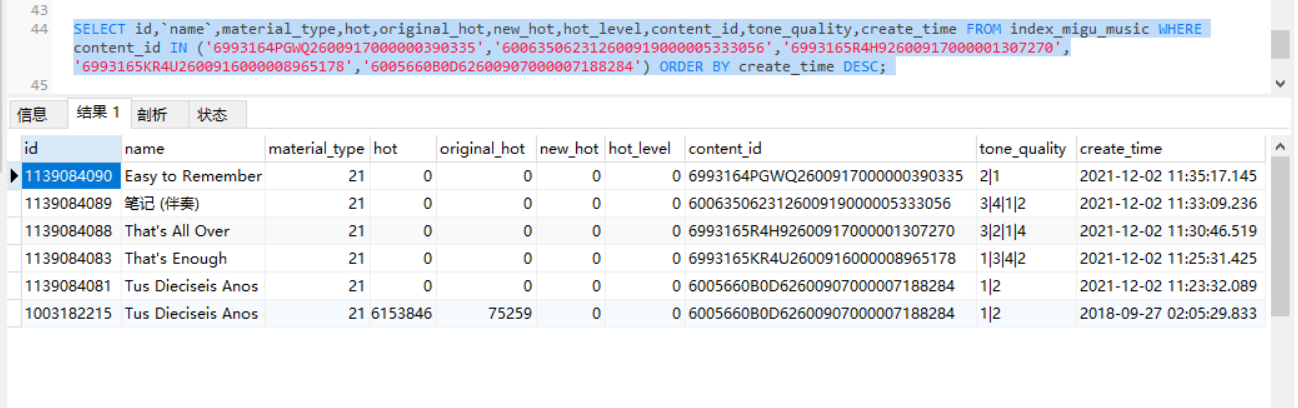 43
44 SELECT id,`name`,material_type,hot,original_hot,new_hot,hot_level,content_id,tone_quality,create_time FROM index_migu_music WHERE
content_id IN ('6993164PGWQ2600917000000390335','600635062312600919000005333056','6993165R4H92600917000001307270',
'6993165KR4U2600916000008965178','6005660B0D62600907000007188284') ORDER BY create_time DESC;
45
信息 结果 1 剖析 状态
id name material_type hot original_hot new_hot hot_level content_id tone_quality create_time
1139084090 Easy to Remember 21 0 0 0 0 6993164PGWQ2600917000000390335 2|1 2021-12-02 11:35:17.145
1139084089 笔记 (伴奏) 21 0 0 0 0 600635062312600919000005333056 3|4|1|2 2021-12-02 11:33:09.236
1139084088 That's All Over 21 0 0 0 0 6993165R4H92600917000001307270 3|2|1|4 2021-12-02 11:30:46.519
1139084083 That's Enough 21 0 0 0 0 6993165KR4U2600916000008965178 1|3|4|2 2021-12-02 11:25:31.425
1139084081 Tus Dieciseis Anos 21 0 0 0 0 6005660B0D62600907000007188284 1|2 2021-12-02 11:23:32.089
1003182215 Tus Dieciseis Anos 21 6153846 75259 0 0 6005660B0D62600907000007188284 1|2 2018-09-27 02:05:29.833